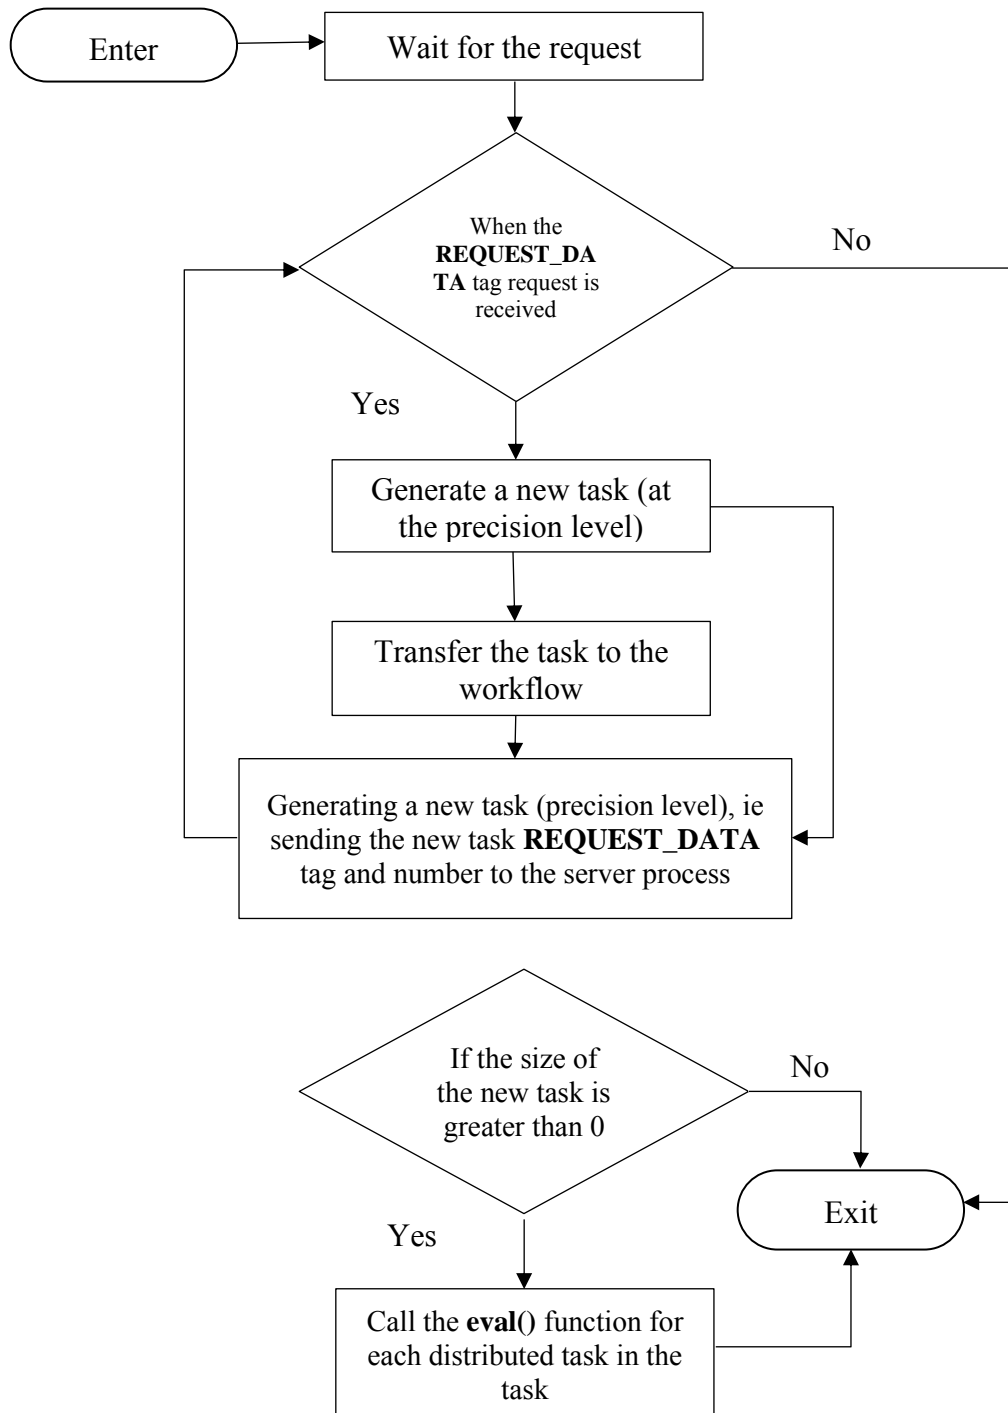 Enter
Wait for the request
When the
REQUEST_DA
TA tag request is
received
No
Yes
Generate a new task (at
the precision level)
Transfer the task to the
workflow
Generating a new task (precision level), ie
sending the new task REQUEST_DATA
tag and number to the server process
If the size of
the new task is
greater than 0
No
Exit
Yes
Call the eval() function for
each distributed task in the
task